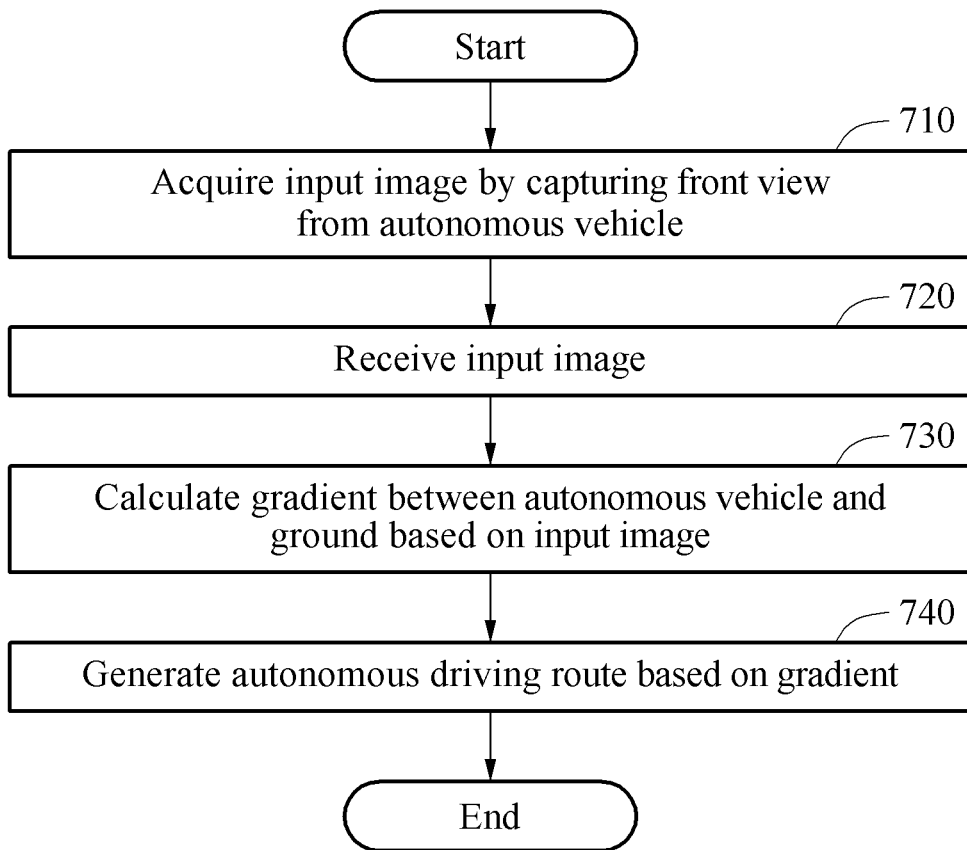 Start
710
Acquire input image by capturing front view
from autonomous vehicle
720
Receive input image
730
Calculate gradient between autonomous vehicle and
ground based on input image
740
Generate autonomous driving route based on gradient
End